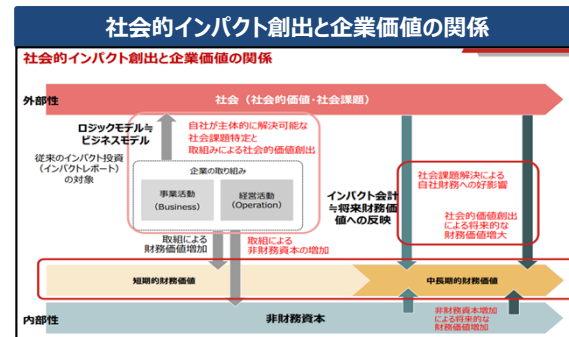 社会的インパクト創出と企業価値の関係
社会的インパクト創出と企業価値の関係
外部性
社会（社会的価値・社会課題）
ロジックモデル≒
ビジネスモデル
従来のインパクト投資
（インパクトレポート）
の対象
自社が主体的に解決可能な
社会課題特定と
取組みによる社会的価値創出
企業の取り組み
事業活動
（Business）
経営活動
（Operation）
インパクト会計
≒将来財務価
値への反映
社会課題解決による
自社財務への好影響
社会的価値創出
による将来的な
財務価値増大
取組による
財務価値増加
取組による
非財務資本の増加
短期的財務価値
中長期的財務価値
内部性
非財務資本
非財務資本増加
による将来的な
財務価値増加